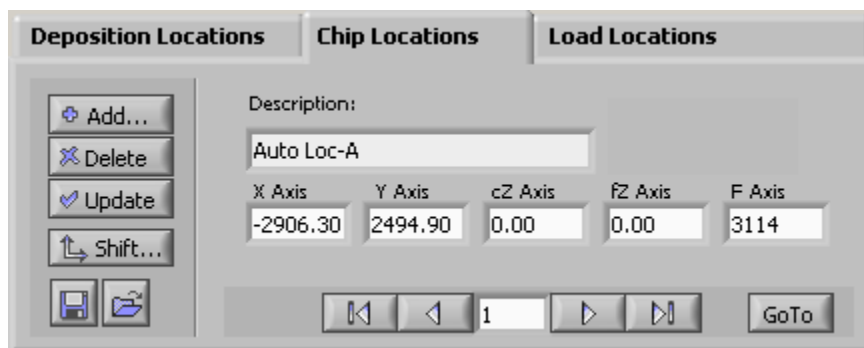 Deposition Locations Chip Locations Load Locations
Add...
Delete
Update
Shift...
Description:
Auto Loc-A
X Axis Y Axis cZ Axis fZ Axis F Axis
-2906.30 2494.90 0.00 0.00 3114
1 GoTo